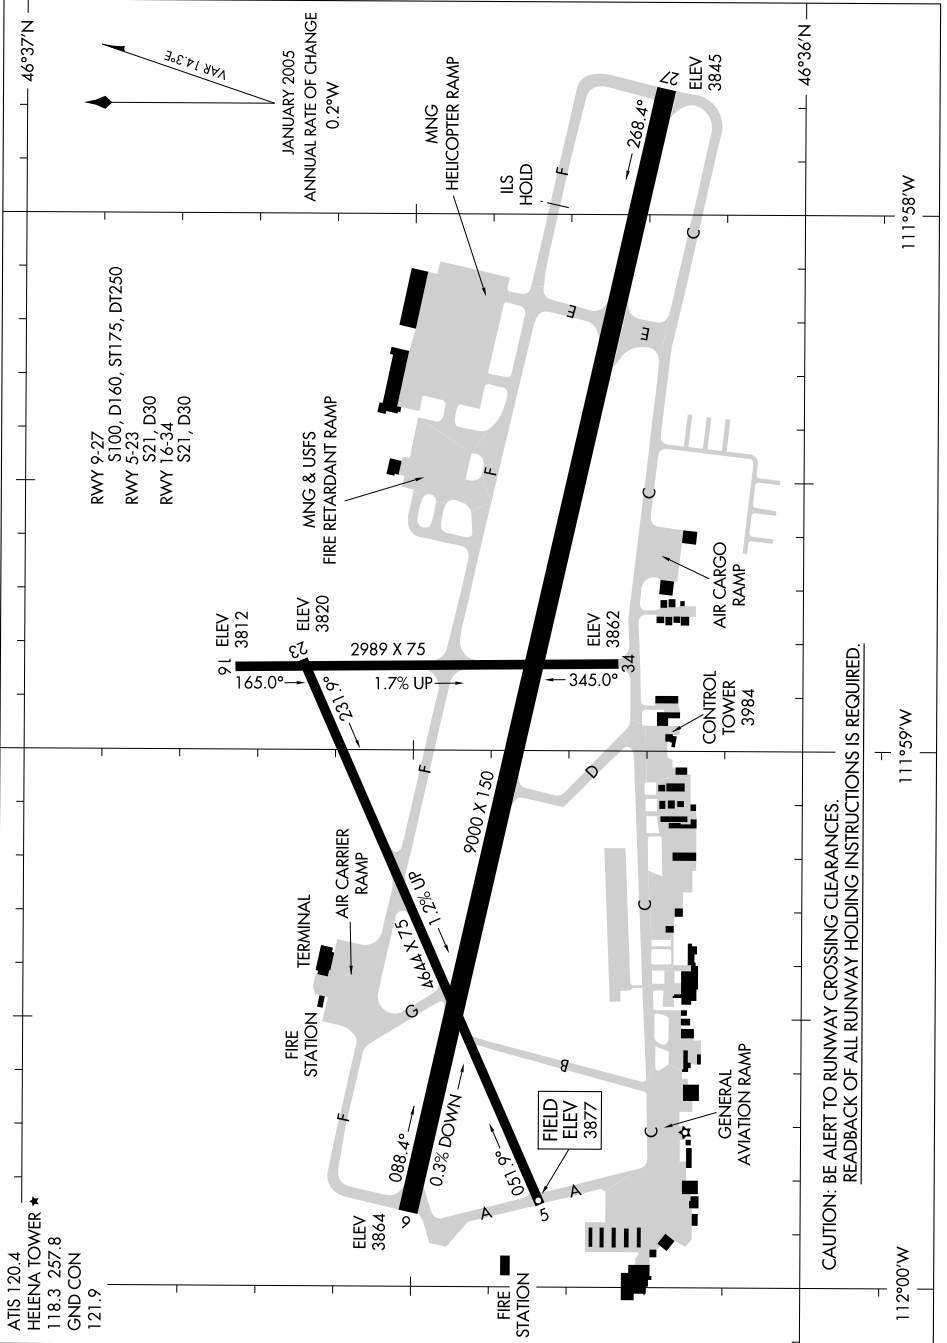 ATIS 120.4
HELENA TOWER
118.3 257.8
GND CON
121.9
RWY 9-27
S100, D160, ST175, DT250
RWY 5-23
S21, D30
RWY 16-34
S21, D30
JANUARY 2005
ANNUAL RATE OF CHANGE
0.2°W
VAR 14.3°E
46°37'N
46°36'N
MNG
HELICOPTER RAMP
ILS
HOLD
MNG & USFS
FIRE RETARDANT RAMP
TERMINAL
AIR CARRIER
RAMP
FIRE
STATION
16
ELEV
3812
165.0°
2989 X 75
1.7% UP
345.0°
ELEV
3862
34
23
ELEV
3820
231.9°
4644 X 75
1.2% UP
051.9°
5
FIELD
ELEV
3877
ELEV
3864
9
088.4°
0.3% DOWN
9000 X 150
268.4°
27
ELEV
3845
F
F
F
F
G
E
E
C
C
C
C
D
B
A
A
AIR CARGO
RAMP
CONTROL
TOWER
3984
GENERAL
AVIATION RAMP
FIRE
STATION
112°00'W
111°59'W
111°58'W
CAUTION: BE ALERT TO RUNWAY CROSSING CLEARANCES.
READBACK OF ALL RUNWAY HOLDING INSTRUCTIONS IS REQUIRED.